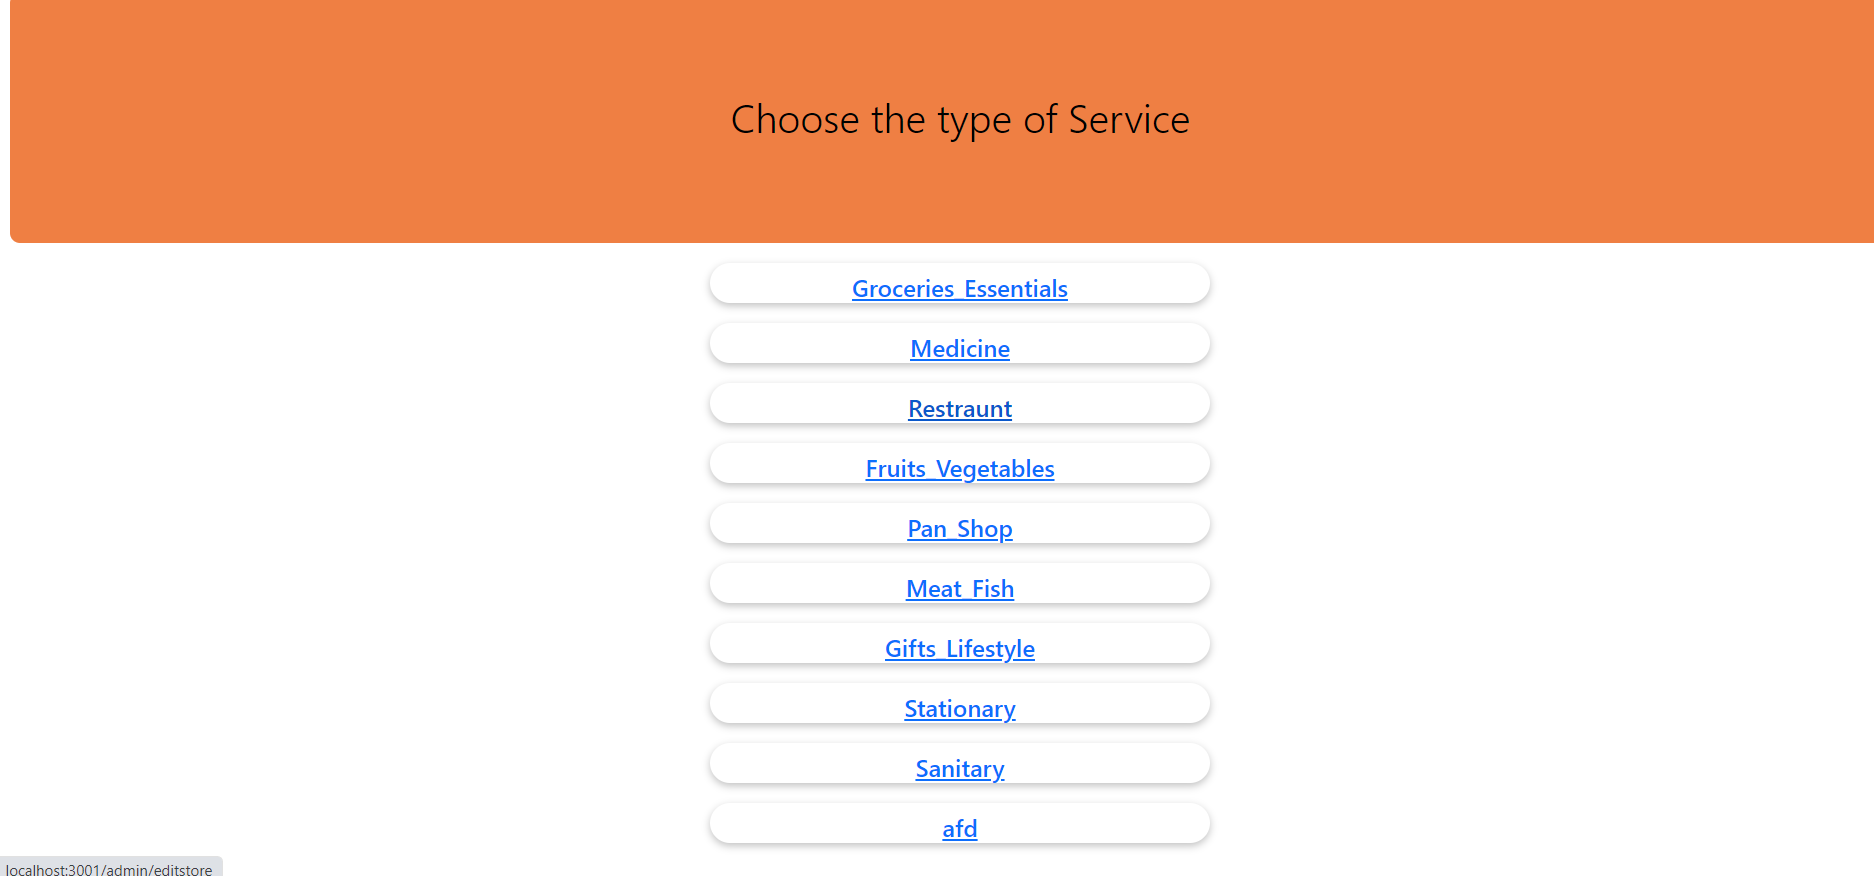 Choose the type of Service
Groceries_Essentials
Medicine
Restraunt
Fruits_Vegetables
Pan_Shop
Meat_Fish
Gifts_Lifestyle
Stationary
Sanitary
afd
localhost:3001/admin/editstore